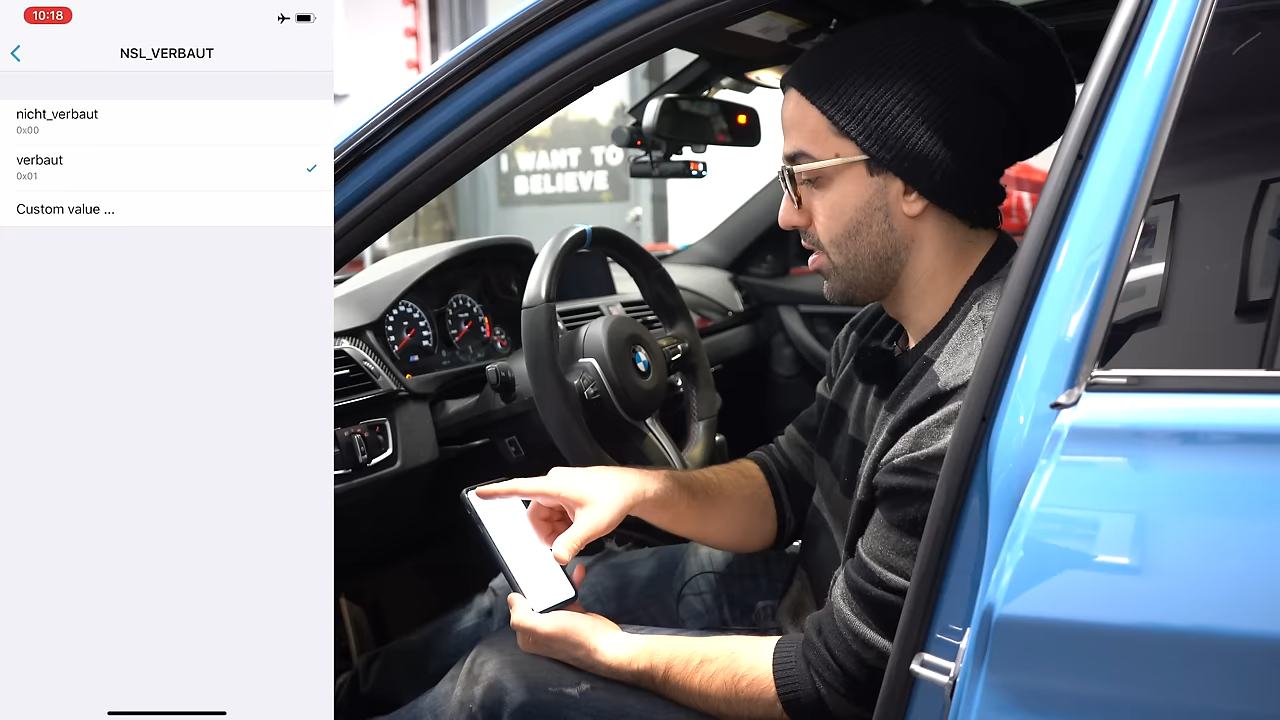 10:18
NSL_VERBAUT
nicht_verbaut
0x00
verbaut
0x01
Custom value ...
I WANT TO
BELIEVE